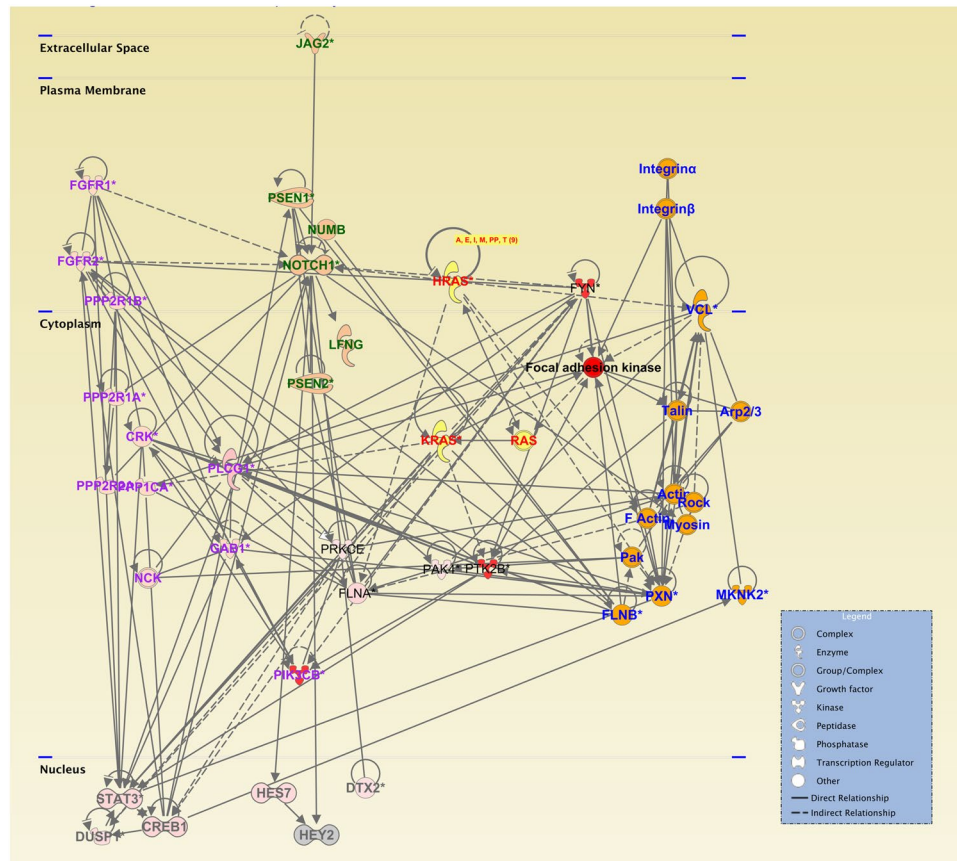 JAG2*
Extracellular Space
Plasma Membrane
FGFR1*
PSEN1*
NUMB
Integrinα
Integrinβ
A, E, I, M, PP, T (9)
FGFR2*
NOTCH1*
HRAS*
FYN*
PPP2R1B*
VCL*
Cytoplasm
LFNG
Focal adhesion kinase
PSEN2*
PPP2R1A*
Talin
Arp2/3
CRK*
KRAS*
RAS
PLCG1*
PPP1CA*
Actin
Rock
F Actin
Myosin
GAB1*
PRKCE
Pak
NCK
PAK4*
PTK2B*
FLNA*
PXN*
MKNK2*
FLNB*
PIK3CB*
Legend
Complex
Enzyme
Group/Complex
Growth factor
Kinase
Peptidase
Phosphatase
Transcription Regulator
Other
Direct Relationship
Indirect Relationship
Nucleus
STAT3*
HES7
DTX2*
DUSP1
CREB1
HEY2